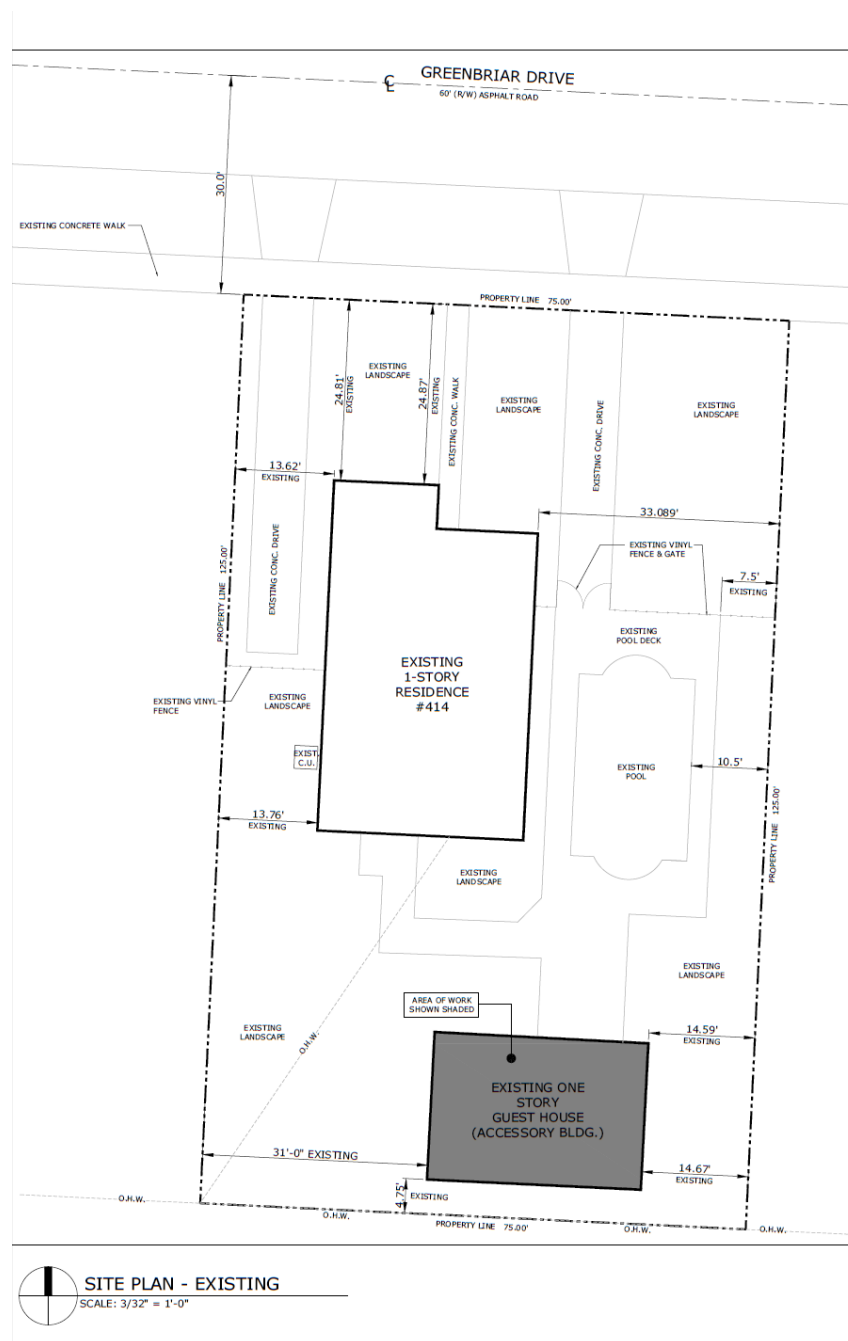 GREENBRIAR DRIVE
60' (R/W) ASPHALT ROAD
℄
30.0'
EXISTING CONCRETE WALK
PROPERTY LINE 75.00'
24.81'
EXISTING
EXISTING
LANDSCAPE
24.87'
EXISTING
EXISTING CONC. WALK
EXISTING
LANDSCAPE
EXISTING CONC. DRIVE
EXISTING
LANDSCAPE
13.62'
EXISTING
33.089'
EXISTING CONC. DRIVE
EXISTING VINYL
FENCE & GATE
7.5'
EXISTING
PROPERTY LINE 125.00'
EXISTING
POOL DECK
EXISTING
1-STORY
RESIDENCE
#414
EXISTING VINYL
FENCE
EXISTING
LANDSCAPE
EXIST.
C.U.
EXISTING
POOL
10.5'
13.76'
EXISTING
PROPERTY LINE 125.00'
EXISTING
LANDSCAPE
EXISTING
LANDSCAPE
AREA OF WORK
SHOWN SHADED
EXISTING
LANDSCAPE
O.H.W.
14.59'
EXISTING
EXISTING ONE
STORY
GUEST HOUSE
(ACCESSORY BLDG.)
31'-0" EXISTING
14.67'
EXISTING
4.75'
EXISTING
O.H.W.
O.H.W.
PROPERTY LINE 75.00'
O.H.W.
O.H.W.
SITE PLAN - EXISTING
SCALE: 3/32" = 1'-0"